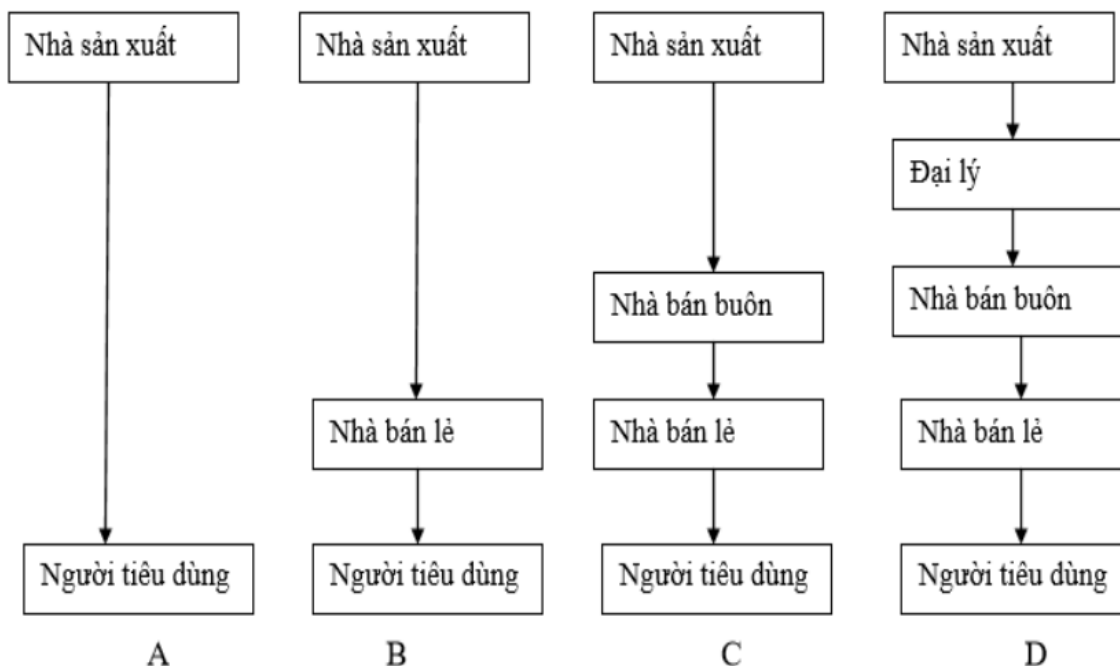 Nhà sản xuất
Nhà sản xuất
Nhà sản xuất
Nhà sản xuất
Đại lý
Nhà bán buôn
Nhà bán buôn
Nhà bán lẻ
Nhà bán lẻ
Nhà bán lẻ
Người tiêu dùng
Người tiêu dùng
Người tiêu dùng
Người tiêu dùng
A
B
C
D